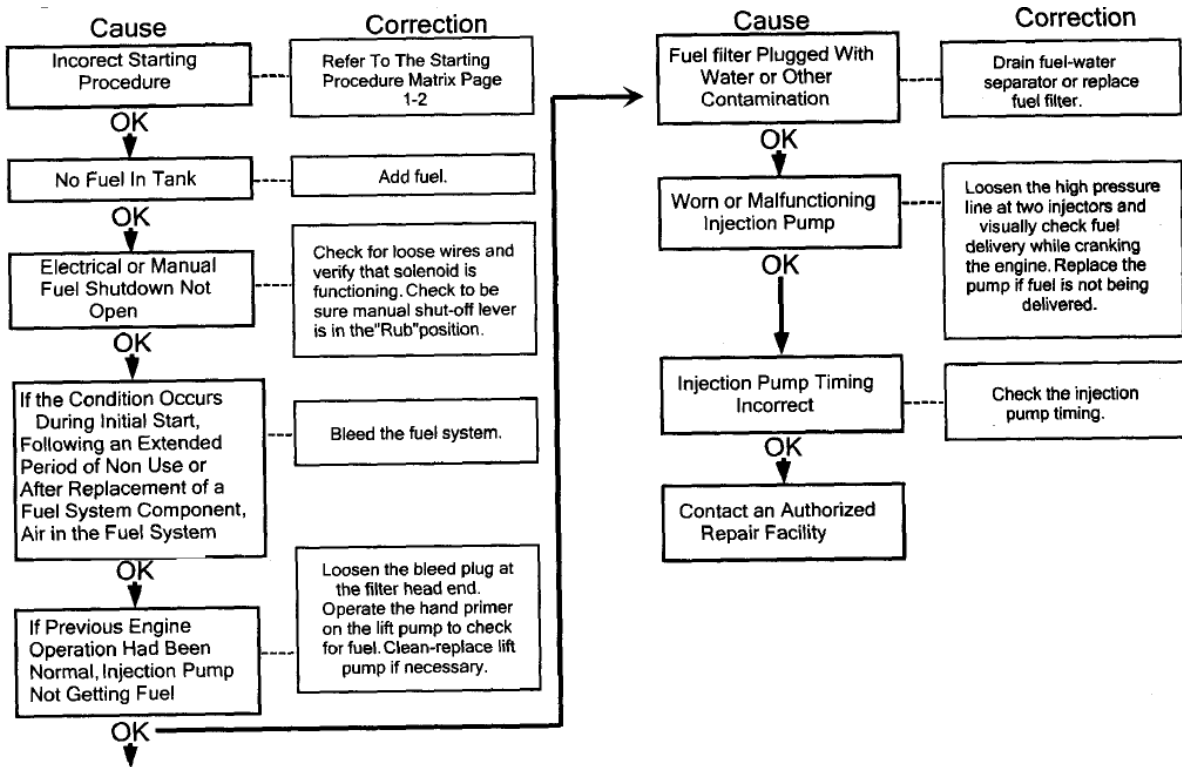 Cause
Correction
Incorect Starting
Procedure
Refer To The Starting
Procedure Matrix Page
1-2
OK
No Fuel In Tank
Add fuel.
OK
Electrical or Manual
Fuel Shutdown Not
Open
Check for loose wires and
verify that solenoid is
functioning. Check to be
sure manual shut-off lever
is in the"Rub"position.
OK
If the Condition Occurs
During Initial Start,
Following an Extended
Period of Non Use or
After Replacement of a
Fuel System Component,
Air in the Fuel System
Bleed the fuel system.
OK
If Previous Engine
Operation Had Been
Normal, Injection Pump
Not Getting Fuel
Loosen the bleed plug at
the filter head end.
Operate the hand primer
on the lift pump to check
for fuel. Clean-replace lift
pump if necessary.
OK
Cause
Correction
Fuel filter Plugged With
Water or Other
Contamination
Drain fuel-water
separator or replace
fuel filter.
OK
Worn or Malfunctioning
Injection Pump
Loosen the high pressure
line at two injectors and
visually check fuel
delivery while cranking
the engine. Replace the
pump if fuel is not being
delivered.
OK
Injection Pump Timing
Incorrect
Check the injection
pump timing.
OK
Contact an Authorized
Repair Facility